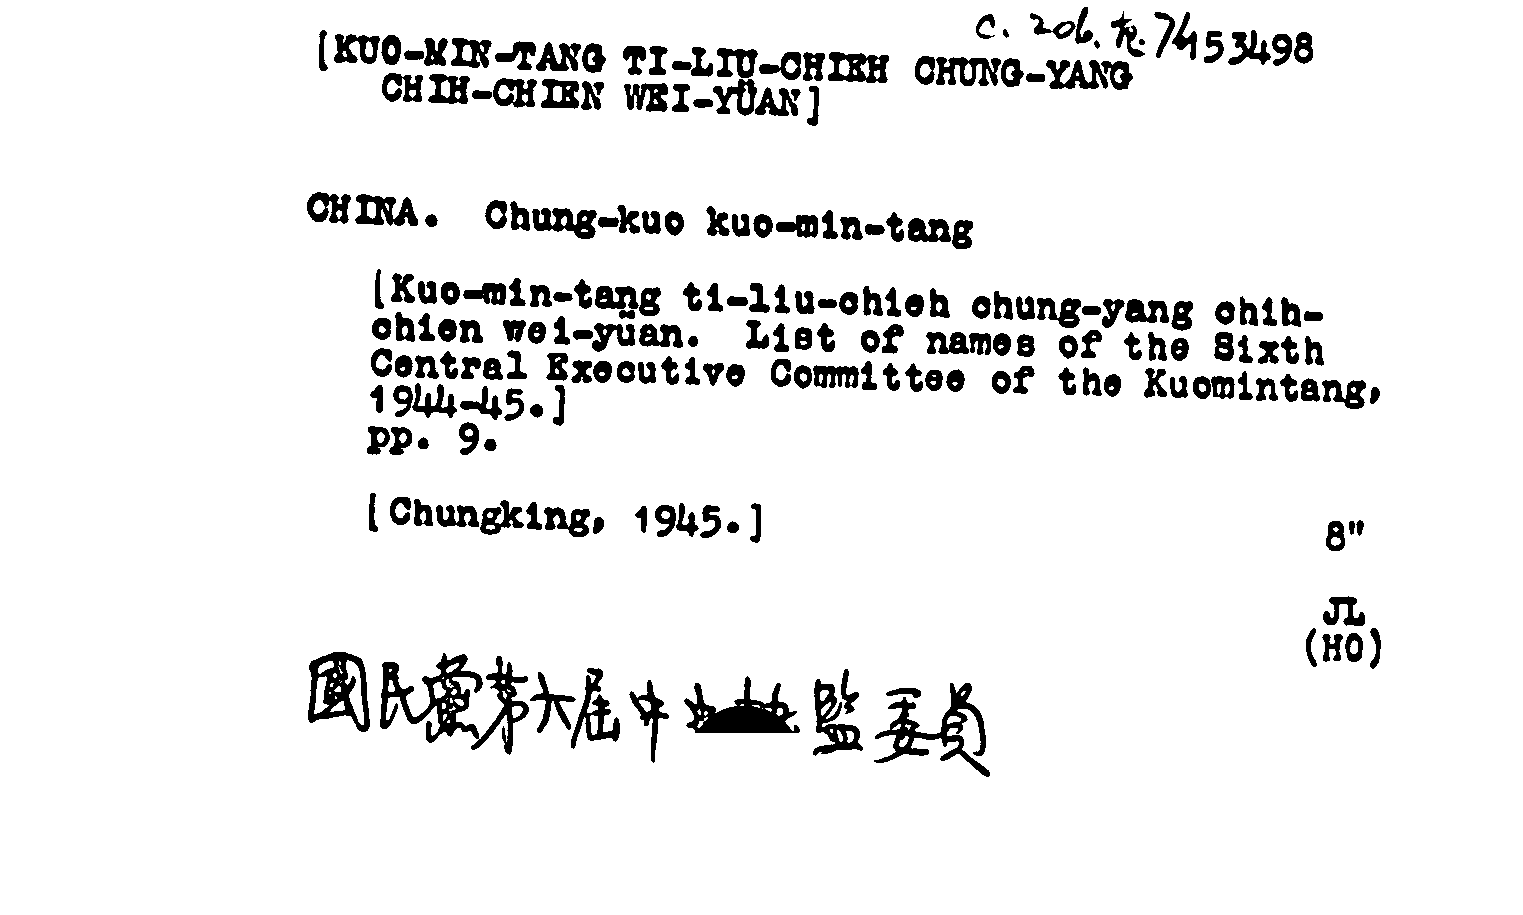 c. 206. k. 7453498
[KUO-MIN-TANG TI-LIU-CHIEH CHUNG-YANG
CHIH-CHIEN WEI-YÜAN]
CHINA. Chung-kuo kuo-min-tang
[Kuo-min-tang ti-liu-chieh chung-yang chih-
chien wei-yüan. List of names of the Sixth
Central Executive Committee of the Kuomintang,
1944-45.]
pp. 9.
[Chungking, 1945.]
8"
JL
(HO)
國民黨第六届中央監委員